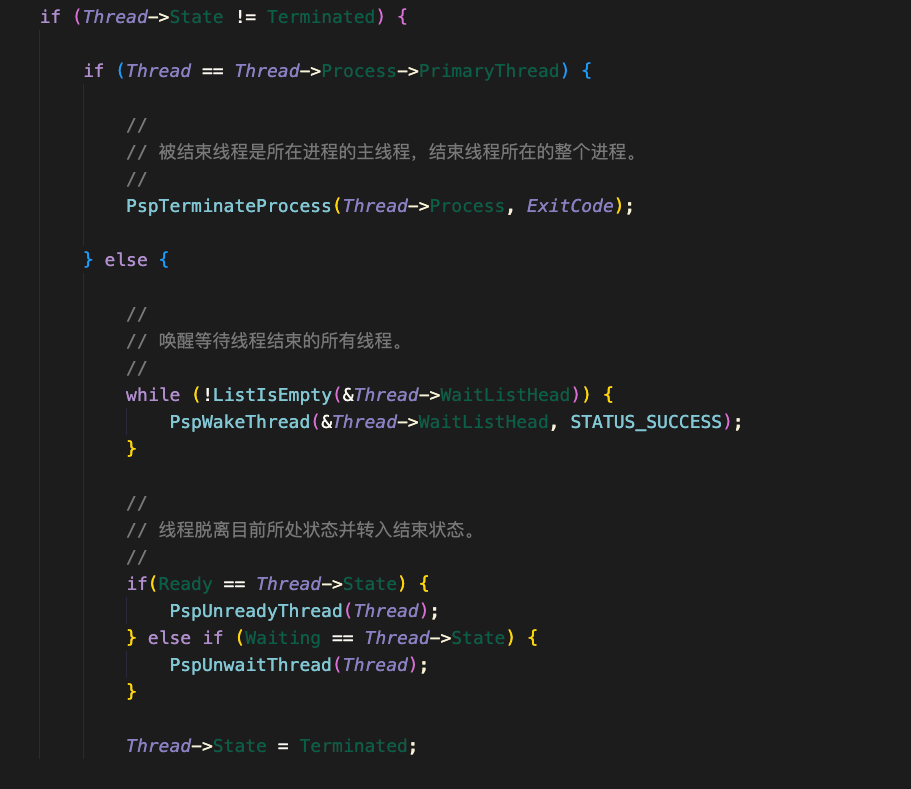 if (Thread->State != Terminated) {
if (Thread == Thread->Process->PrimaryThread) {
//
// 被结束线程是所在进程的主线程，结束线程所在的整个进程。
//
PspTerminateProcess(Thread->Process, ExitCode);
} else {
//
// 唤醒等待线程结束的所有线程。
//
while (!ListIsEmpty(&Thread->WaitListHead)) {
PspWakeThread(&Thread->WaitListHead, STATUS_SUCCESS);
}
//
// 线程脱离目前所处状态并转入结束状态。
//
if(Ready == Thread->State) {
PspUnreadyThread(Thread);
} else if (Waiting == Thread->State) {
PspUnwaitThread(Thread);
}
Thread->State = Terminated;